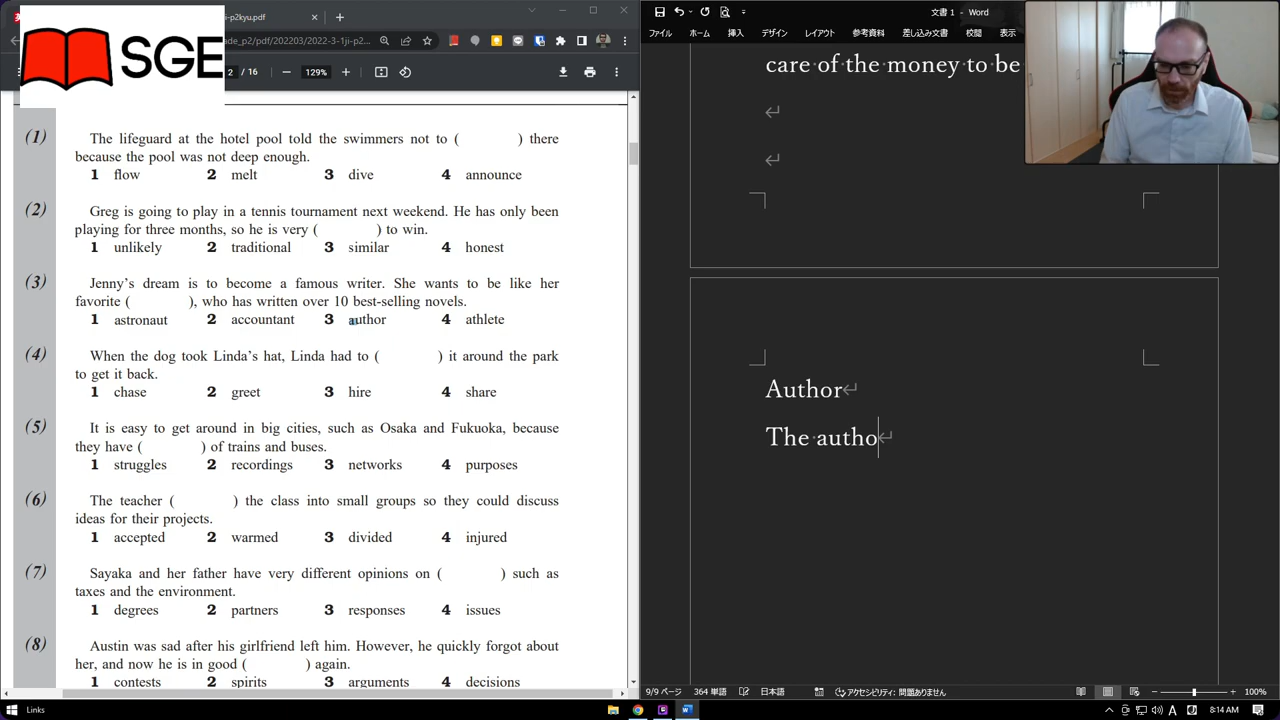 ji-p2kyu.pdf
文書 1 - Word
ade_p2/pdf/202203/2022-3-1ji-p2...
2 / 16
129%
ファイル
ホーム
挿入
デザイン
レイアウト
参考資料
差し込み文書
校閲
表示
SGE
(1) The lifeguard at the hotel pool told the swimmers not to ( ) there
because the pool was not deep enough.
1 flow 2 melt 3 dive 4 announce
(2) Greg is going to play in a tennis tournament next weekend. He has only been
playing for three months, so he is very ( ) to win.
1 unlikely 2 traditional 3 similar 4 honest
(3) Jenny's dream is to become a famous writer. She wants to be like her
favorite ( ), who has written over 10 best-selling novels.
1 astronaut 2 accountant 3 author 4 athlete
(4) When the dog took Linda's hat, Linda had to ( ) it around the park
to get it back.
1 chase 2 greet 3 hire 4 share
(5) It is easy to get around in big cities, such as Osaka and Fukuoka, because
they have ( ) of trains and buses.
1 struggles 2 recordings 3 networks 4 purposes
(6) The teacher ( ) the class into small groups so they could discuss
ideas for their projects.
1 accepted 2 warmed 3 divided 4 injured
(7) Sayaka and her father have very different opinions on ( ) such as
taxes and the environment.
1 degrees 2 partners 3 responses 4 issues
(8) Austin was sad after his girlfriend left him. However, he quickly forgot about
her, and now he is in good ( ) again.
1 contests 2 spirits 3 arguments 4 decisions
care of the money to be
Author
The autho
9/9 ページ
364 単語
日本語
アクセシビリティ: 問題ありません
100%
Links
8:14 AM